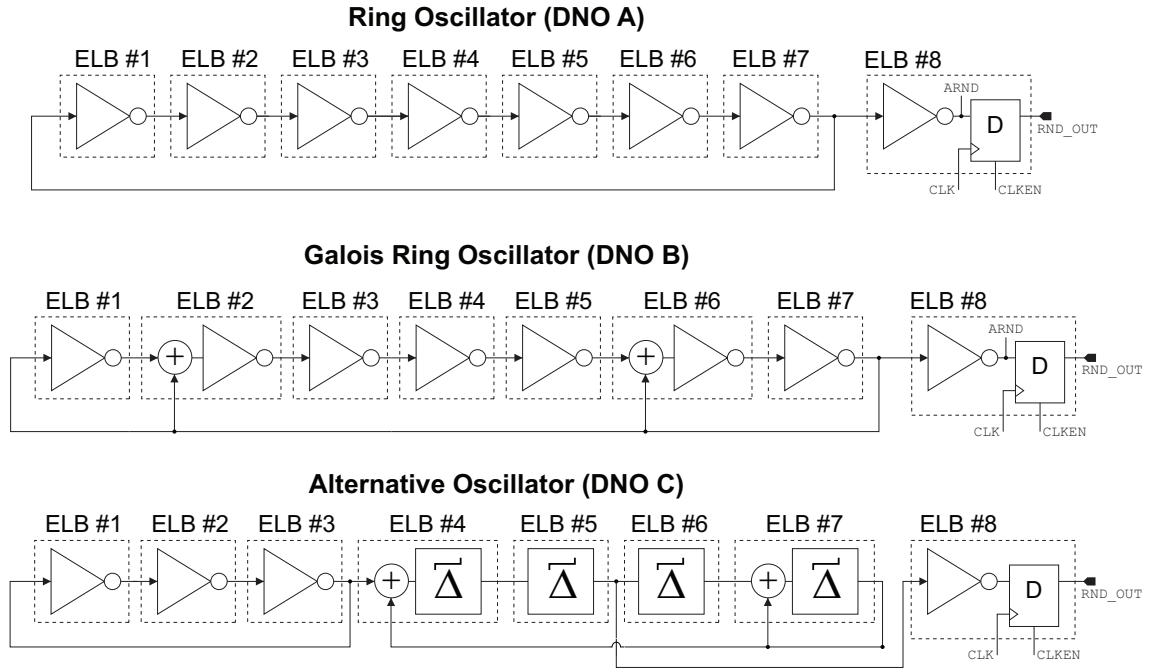 Ring Oscillator (DNO A)
ELB #1 ELB #2 ELB #3 ELB #4 ELB #5 ELB #6 ELB #7 ELB #8
ARND
D
RND_OUT
CLK CLKEN
Galois Ring Oscillator (DNO B)
ELB #1 ELB #2 ELB #3 ELB #4 ELB #5 ELB #6 ELB #7 ELB #8
ARND
+ + D
RND_OUT
CLK CLKEN
Alternative Oscillator (DNO C)
ELB #1 ELB #2 ELB #3 ELB #4 ELB #5 ELB #6 ELB #7 ELB #8
+ Δ Δ Δ + Δ D
RND_OUT
CLK CLKEN